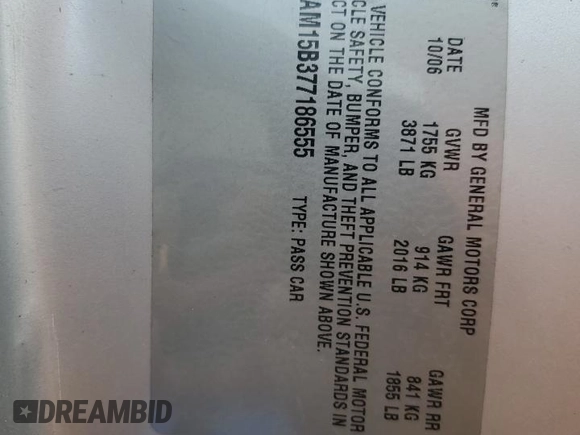 MFD BY GENERAL MOTORS CORP
DATE GVWR GAWR FRT GAWR RR
10/06 1755 KG 914 KG 841 KG
3871 LB 2016 LB 1855 LB
VEHICLE CONFORMS TO ALL APPLICABLE U.S. FEDERAL MOTOR
CLE SAFETY, BUMPER, AND THEFT PREVENTION STANDARDS IN
CT ON THE DATE OF MANUFACTURE SHOWN ABOVE.
AM15B377186555 TYPE: PASS CAR
DREAMBID